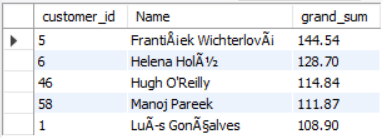 customer_id Name grand_sum
5 FrantiÅ¡ek WichterlovÃ¡ 144.54
6 Helena HolÃ½ 128.70
46 Hugh O'Reilly 114.84
58 Manoj Pareek 111.87
1 LuÃ-s GonÃ§alves 108.90